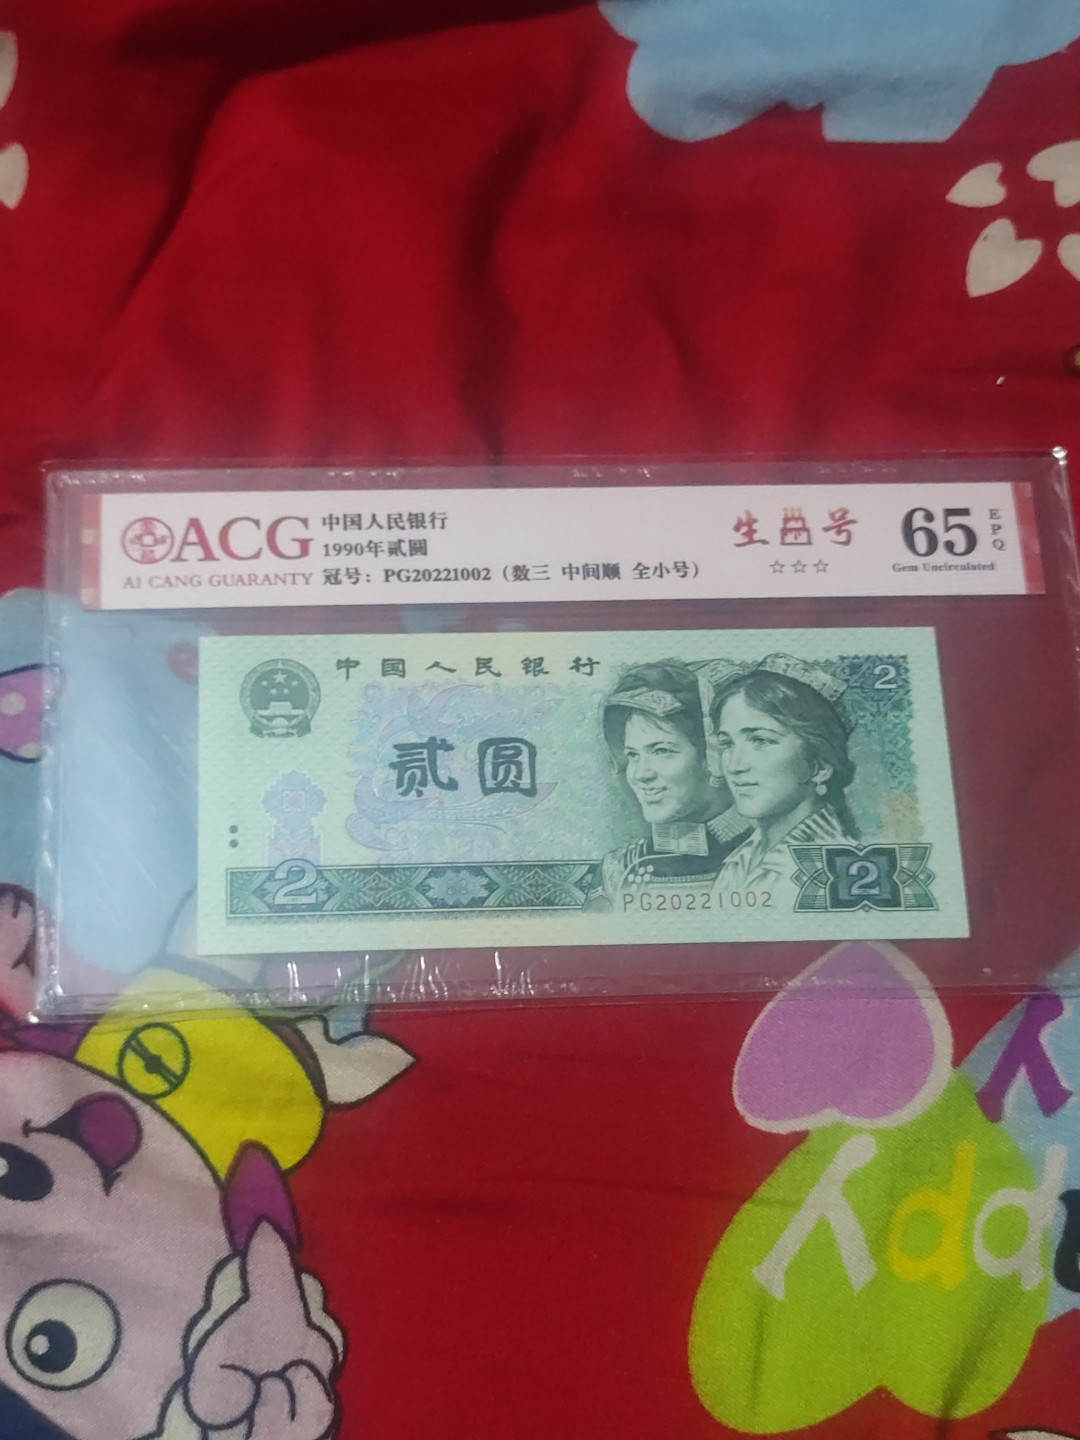 ACG
AI CANG GUARANTY
中国人民银行
1990年贰圆
冠号：PG20221002（数三 中间顺 全小号）
生日号
☆☆☆
65
EPQ
Gem Uncirculated
中国人民银行
2
贰圆
2
PG20221002
2
ppy